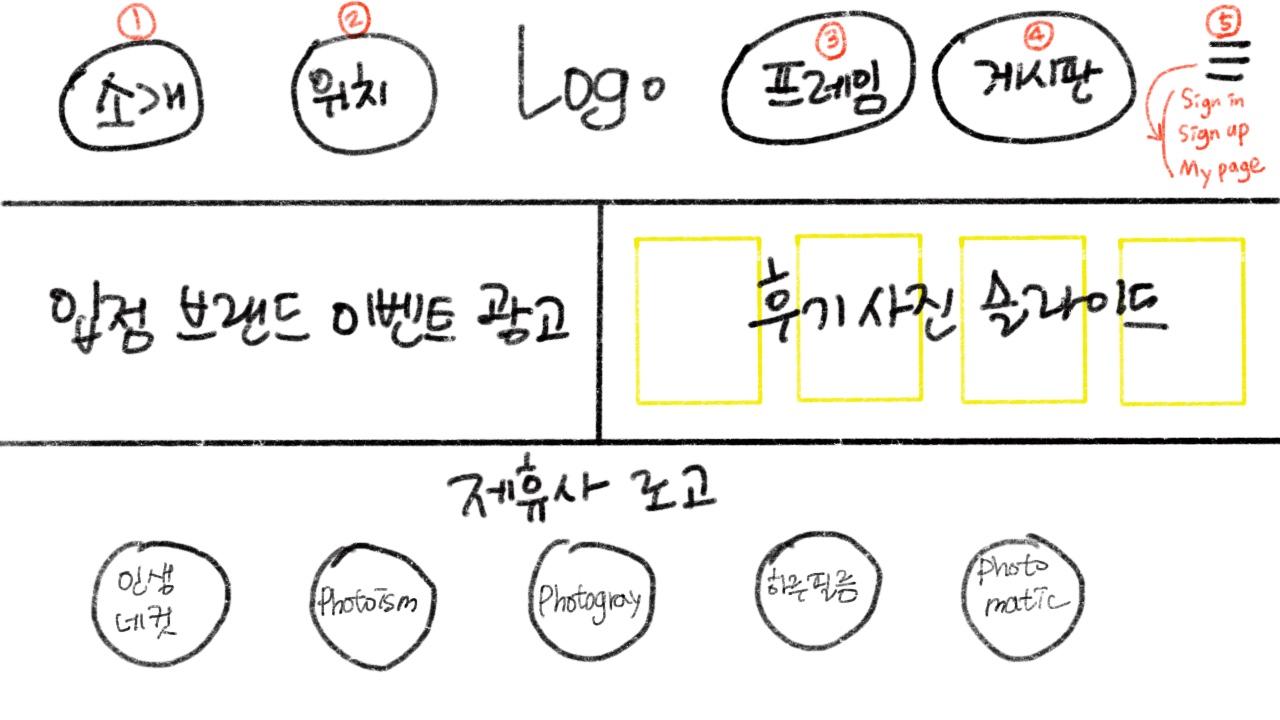 ① ② ③ ④ ⑤
소개 위치 Logo 프레임 게시판
Sign in
Sign up
My page
입점 브랜드 이벤트 광고
후기사진 슬라이드
제휴사 로고
인생
네컷
Photoism
Photogray
하루필름
photo
matic